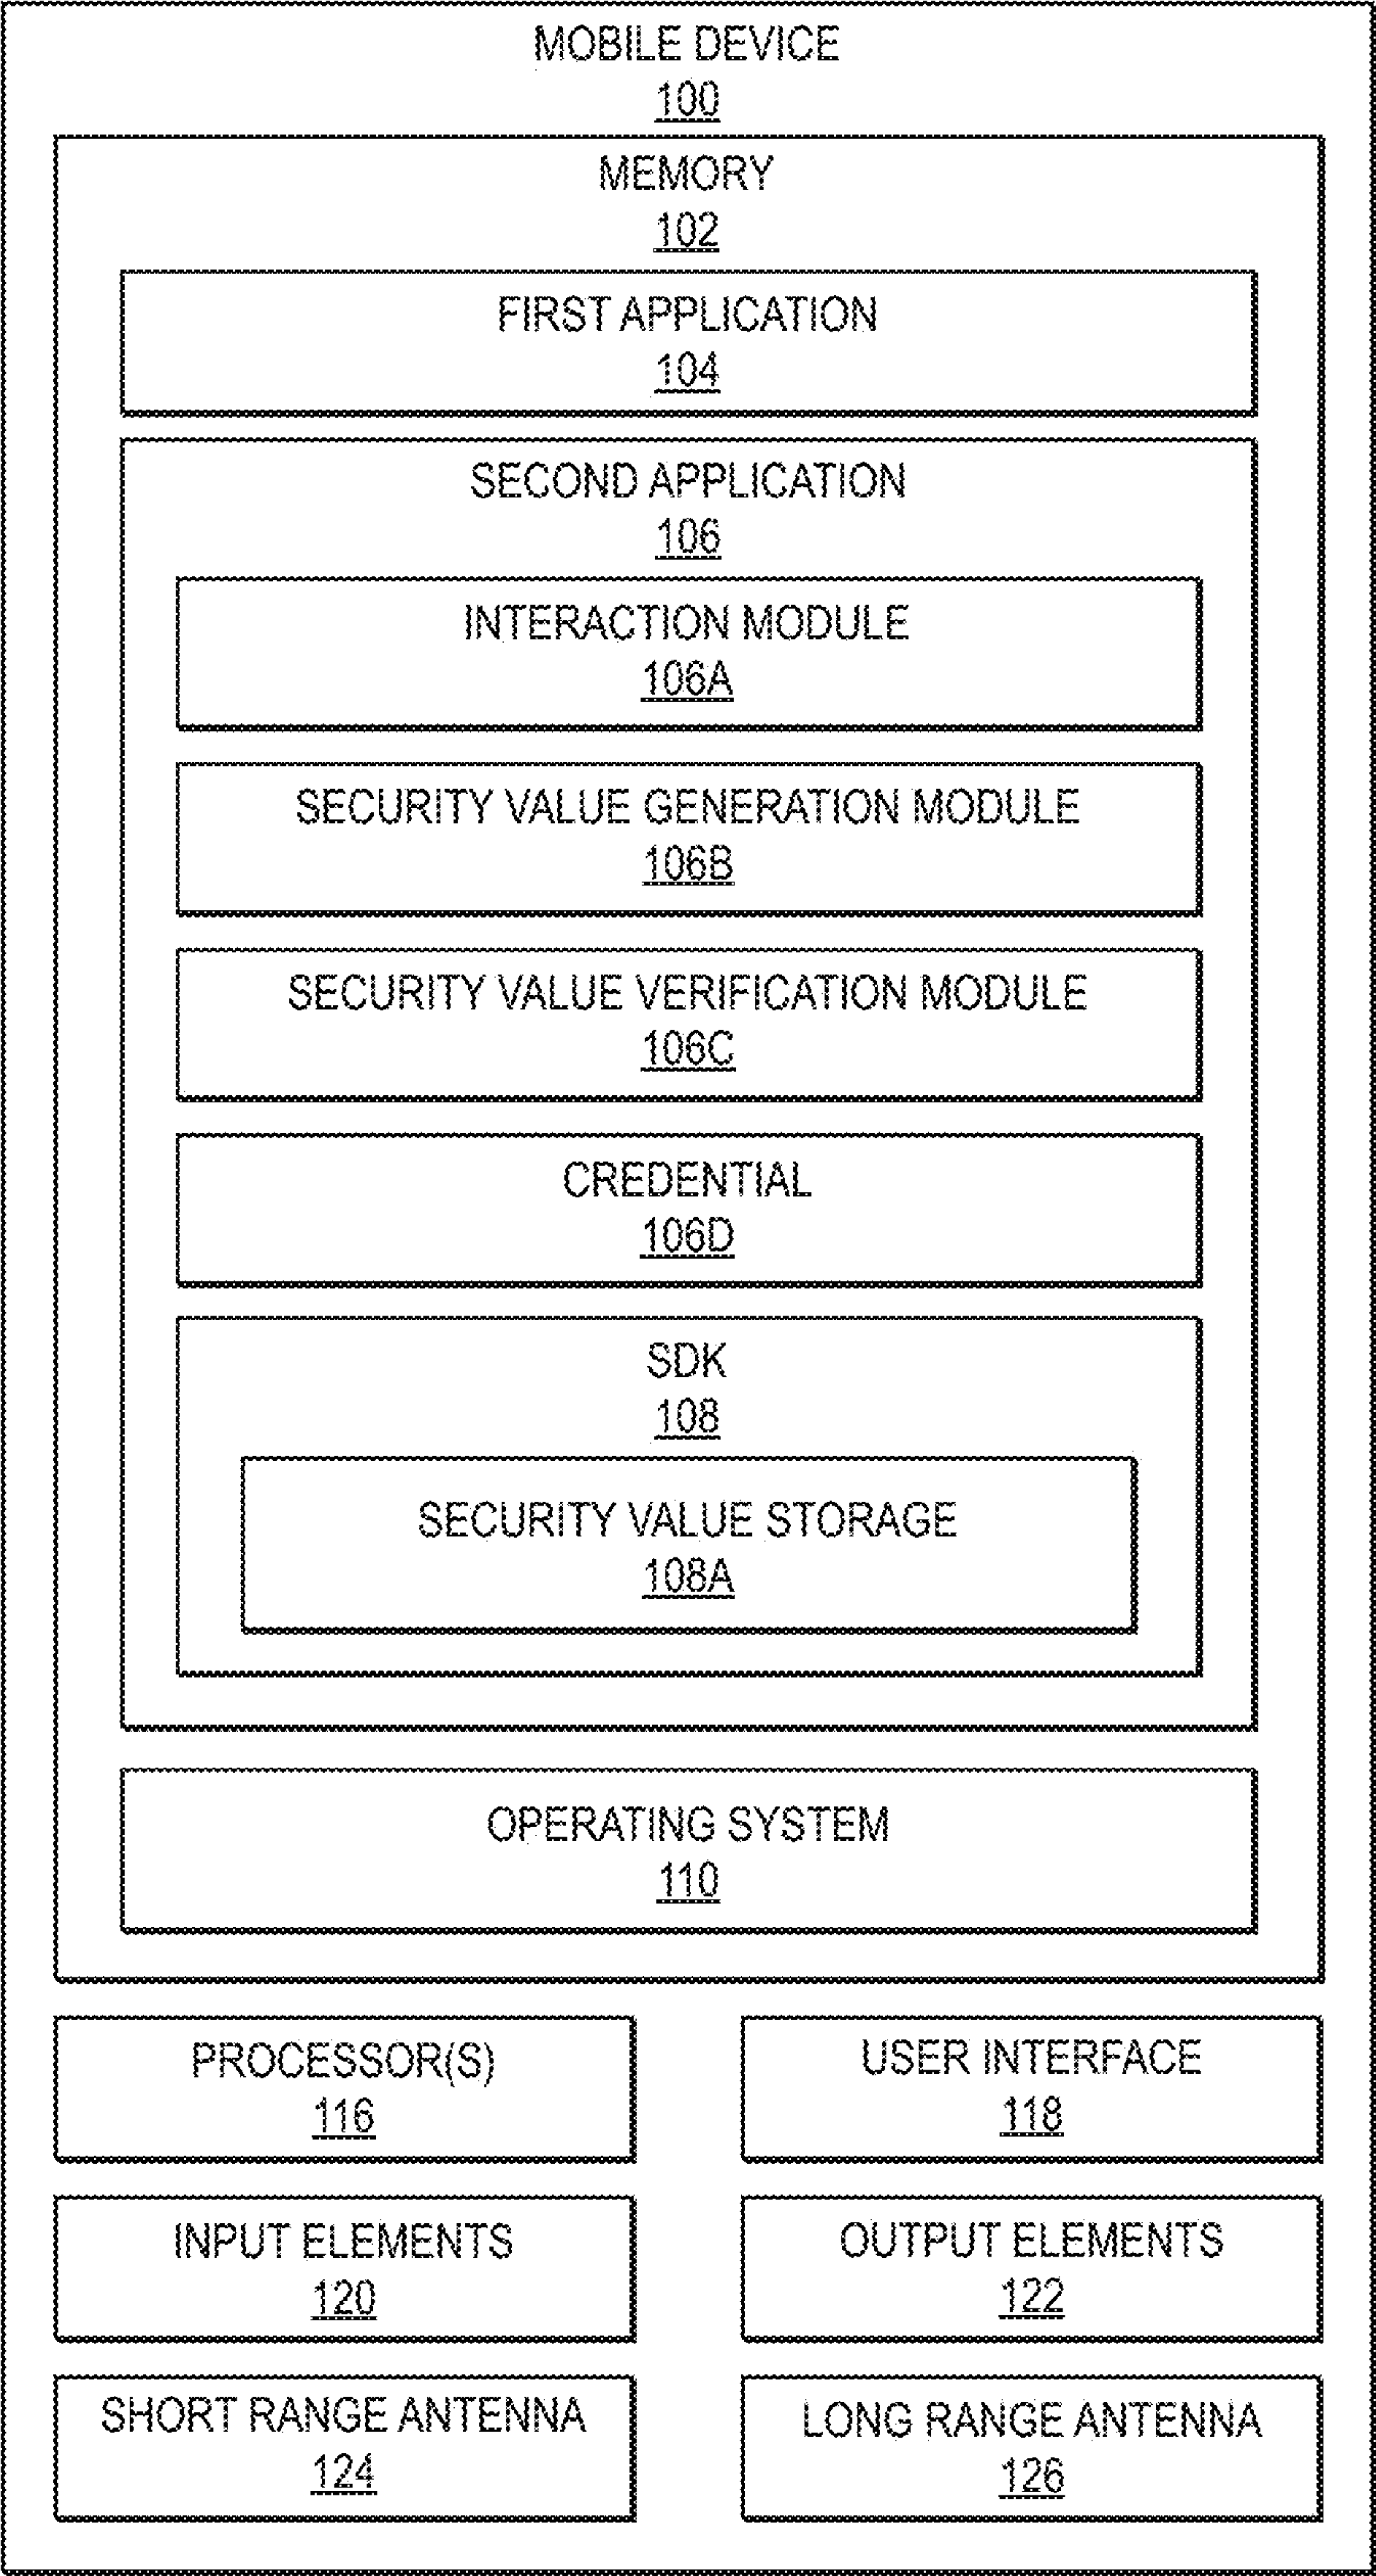 MOBILE DEVICE
100
MEMORY
102
FIRST APPLICATION
104
SECOND APPLICATION
106
INTERACTION MODULE
106A
SECURITY VALUE GENERATION MODULE
106B
SECURITY VALUE VERIFICATION MODULE
106C
CREDENTIAL
106D
SDK
108
SECURITY VALUE STORAGE
108A
OPERATING SYSTEM
110
PROCESSOR(S)
116
USER INTERFACE
118
INPUT ELEMENTS
120
OUTPUT ELEMENTS
122
SHORT RANGE ANTENNA
124
LONG RANGE ANTENNA
126